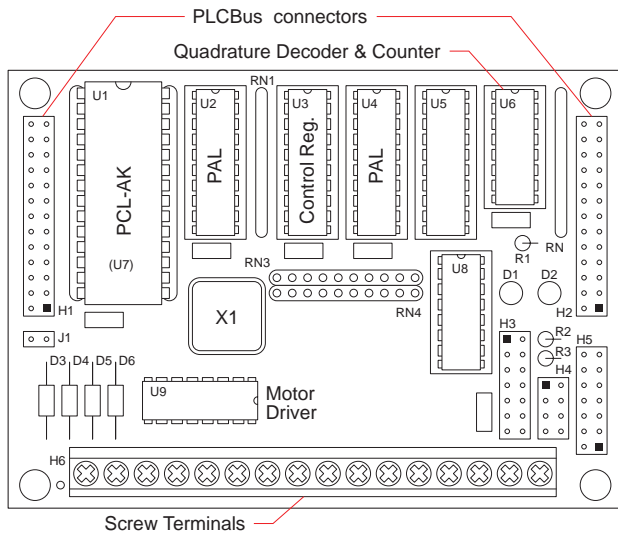 PLCBus connectors
Quadrature Decoder & Counter
RN1
U1
U2
U3
U4
U5
U6
PCL-AK
(U7)
PAL
Control Reg.
PAL
R1
RN
RN3
U8
D1
D2
H1
X1
RN4
H2
J1
H3
R2
H5
R3
H4
D3
D4
D5
D6
U9
Motor
Driver
H6
Screw Terminals